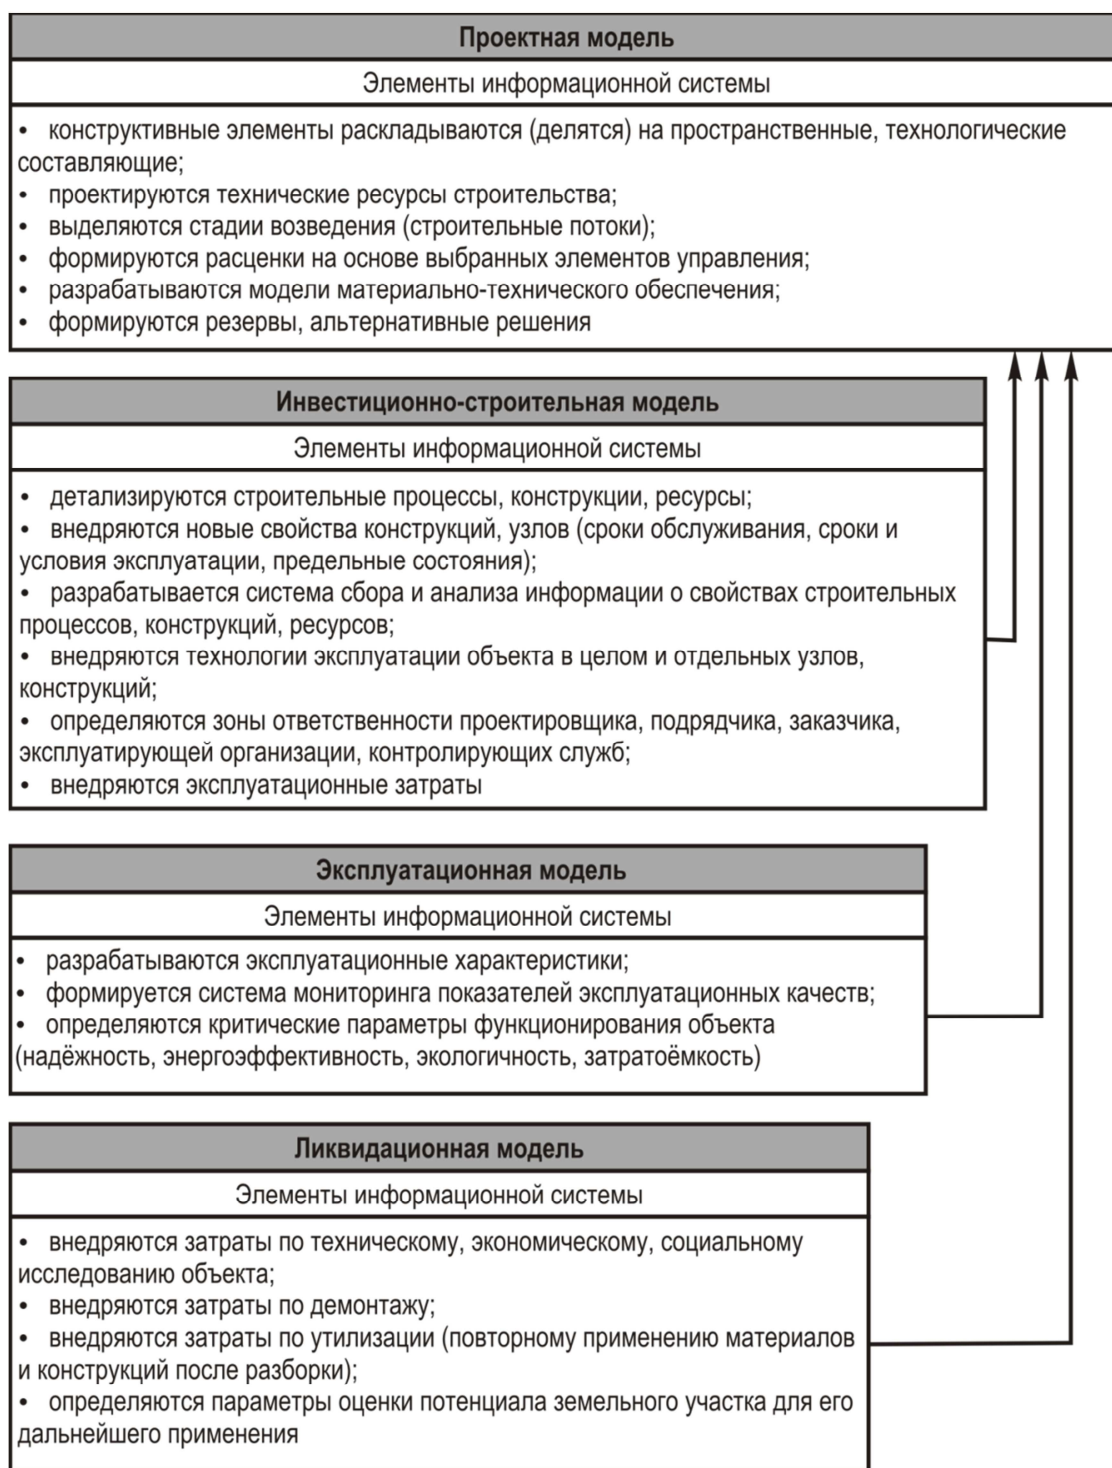 Проектная модель
Элементы информационной системы
• конструктивные элементы раскладываются (делятся) на пространственные, технологические
составляющие;
• проектируются технические ресурсы строительства;
• выделяются стадии возведения (строительные потоки);
• формируются расценки на основе выбранных элементов управления;
• разрабатываются модели материально-технического обеспечения;
• формируются резервы, альтернативные решения
Инвестиционно-строительная модель
Элементы информационной системы
• детализируются строительные процессы, конструкции, ресурсы;
• внедряются новые свойства конструкций, узлов (сроки обслуживания, сроки и
условия эксплуатации, предельные состояния);
• разрабатывается система сбора и анализа информации о свойствах строительных
процессов, конструкций, ресурсов;
• внедряются технологии эксплуатации объекта в целом и отдельных узлов,
конструкций;
• определяются зоны ответственности проектировщика, подрядчика, заказчика,
эксплуатирующей организации, контролирующих служб;
• внедряются эксплуатационные затраты
Эксплуатационная модель
Элементы информационной системы
• разрабатываются эксплуатационные характеристики;
• формируется система мониторинга показателей эксплуатационных качеств;
• определяются критические параметры функционирования объекта
(надёжность, энергоэффективность, экологичность, затратоёмкость)
Ликвидационная модель
Элементы информационной системы
• внедряются затраты по техническому, экономическому, социальному
исследованию объекта;
• внедряются затраты по демонтажу;
• внедряются затраты по утилизации (повторному применению материалов
и конструкций после разборки);
• определяются параметры оценки потенциала земельного участка для его
дальнейшего применения